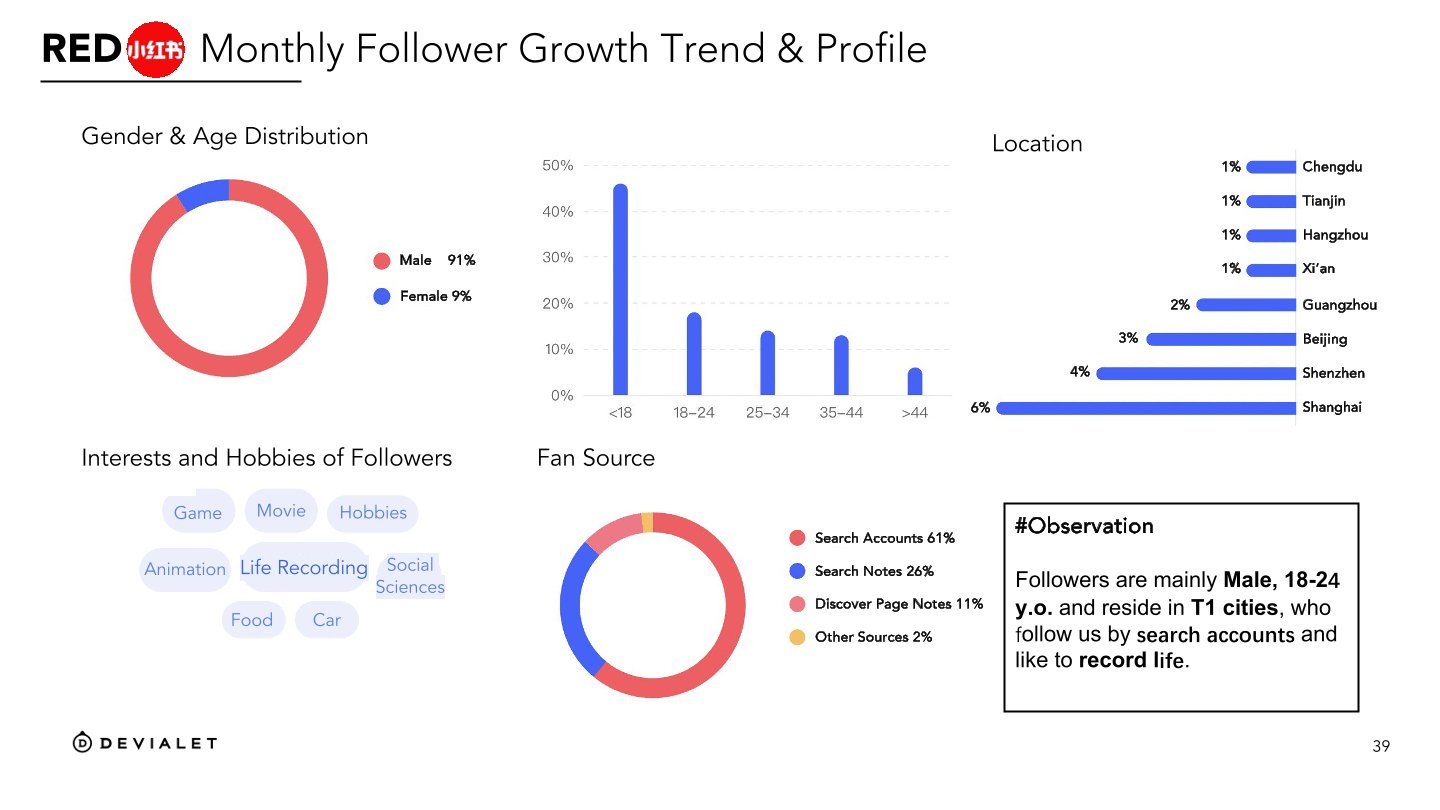 RED 小红书 Monthly Follower Growth Trend & Profile
Gender & Age Distribution
Male 91%
Female 9%
50%
40%
30%
20%
10%
0%
<18 18–24 25–34 35–44 >44
Location
1% Chengdu
1% Tianjin
1% Hangzhou
1% Xi'an
2% Guangzhou
3% Beijing
4% Shenzhen
6% Shanghai
Interests and Hobbies of Followers
Game Movie Hobbies
Animation Life Recording Social
Sciences
Food Car
Fan Source
Search Accounts 61%
Search Notes 26%
Discover Page Notes 11%
Other Sources 2%
#Observation
Followers are mainly Male, 18-24
y.o. and reside in T1 cities, who
follow us by search accounts and
like to record life.
DEVIALET
39